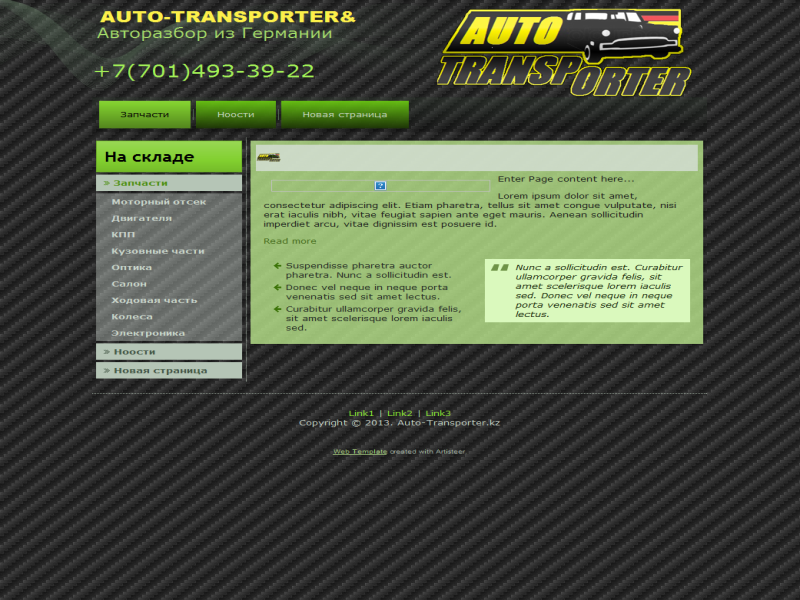 AUTO-TRANSPORTER&
Авторазбор из Германии
+7(701)493-39-22
AUTO
TRANSPORTER
Запчасти
Ноости
Новая страница
На складе
» Запчасти
Моторный отсек
Двигателя
КПП
Кузовные части
Оптика
Салон
Ходовая часть
Колеса
Электроника
» Ноости
» Новая страница
Enter Page content here...
Lorem ipsum dolor sit amet,
consectetur adipiscing elit. Etiam pharetra, tellus sit amet congue vulputate, nisi
erat iaculis nibh, vitae feugiat sapien ante eget mauris. Aenean sollicitudin
imperdiet arcu, vitae dignissim est posuere id.
Read more
Suspendisse pharetra auctor
pharetra. Nunc a sollicitudin est.
Donec vel neque in neque porta
venenatis sed sit amet lectus.
Curabitur ullamcorper gravida felis,
sit amet scelerisque lorem iaculis
sed.
Nunc a sollicitudin est. Curabitur
ullamcorper gravida felis, sit
amet scelerisque lorem iaculis
sed. Donec vel neque in neque
porta venenatis sed sit amet
lectus.
Link1 | Link2 | Link3
Copyright © 2013. Auto-Transporter.kz
Web Template created with Artisteer.